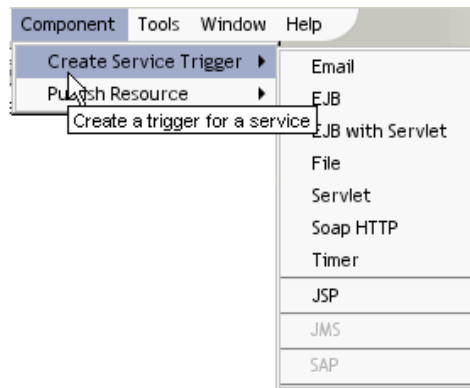 Component Tools Window Help
Create Service Trigger
Publish Resource
Create a trigger for a service
Email
EJB
EJB with Servlet
File
Servlet
Soap HTTP
Timer
JSP
JMS
SAP